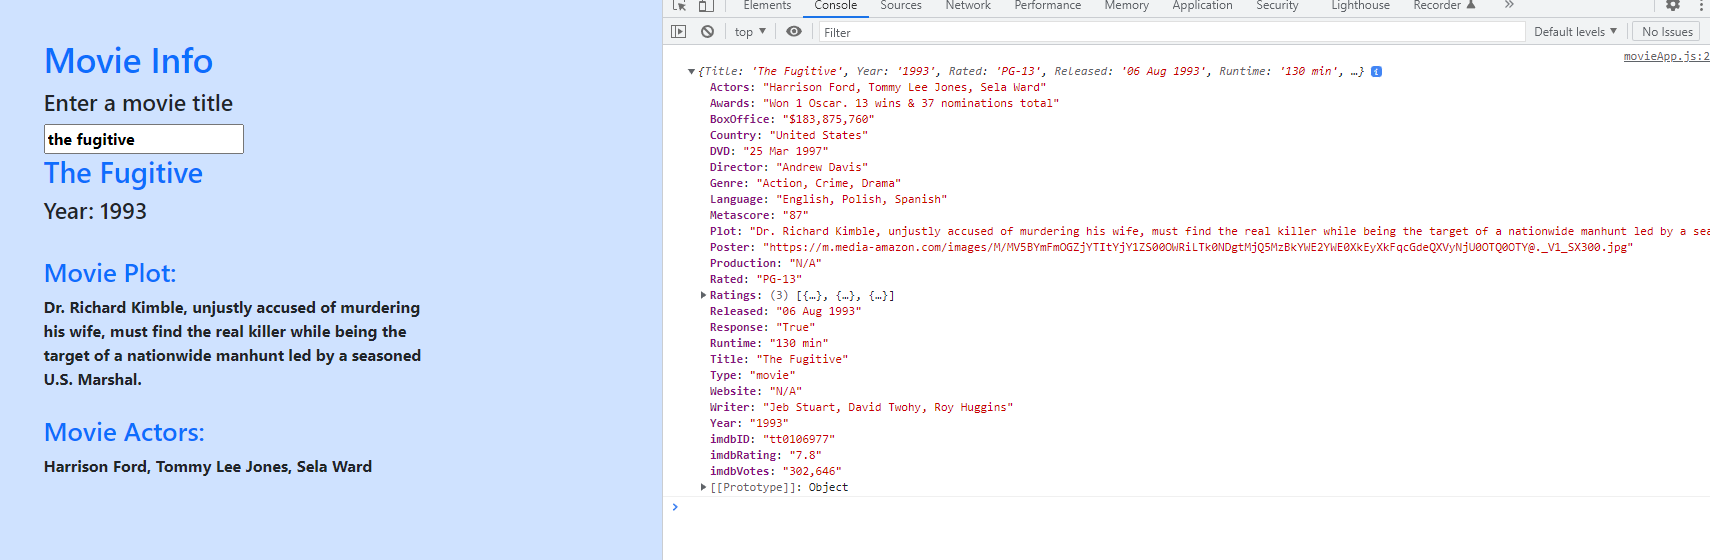 Movie Info
Enter a movie title
the fugitive
The Fugitive
Year: 1993
Movie Plot:
Dr. Richard Kimble, unjustly accused of murdering
his wife, must find the real killer while being the
target of a nationwide manhunt led by a seasoned
U.S. Marshal.
Movie Actors:
Harrison Ford, Tommy Lee Jones, Sela Ward
Elements Console Sources Network Performance Memory Application Security Lighthouse Recorder
top Filter Default levels No Issues
movieApp.js:2
{Title: 'The Fugitive', Year: '1993', Rated: 'PG-13', Released: '06 Aug 1993', Runtime: '130 min', …}
Actors: "Harrison Ford, Tommy Lee Jones, Sela Ward"
Awards: "Won 1 Oscar. 13 wins & 37 nominations total"
BoxOffice: "$183,875,760"
Country: "United States"
DVD: "25 Mar 1997"
Director: "Andrew Davis"
Genre: "Action, Crime, Drama"
Language: "English, Polish, Spanish"
Metascore: "87"
Plot: "Dr. Richard Kimble, unjustly accused of murdering his wife, must find the real killer while being the target of a nationwide manhunt led by a sea
Poster: "https://m.media-amazon.com/images/M/MV5BYmFmOGZjYTItYjY1ZS00OWRiLTk0NDgtMjQ5MzBkYWE2YWE0XkEyXkFqcGdeQXVyNjU0OTQ0OTY@._V1_SX300.jpg"
Production: "N/A"
Rated: "PG-13"
Ratings: (3) [{…}, {…}, {…}]
Released: "06 Aug 1993"
Response: "True"
Runtime: "130 min"
Title: "The Fugitive"
Type: "movie"
Website: "N/A"
Writer: "Jeb Stuart, David Twohy, Roy Huggins"
Year: "1993"
imdbID: "tt0106977"
imdbRating: "7.8"
imdbVotes: "302,646"
[[Prototype]]: Object